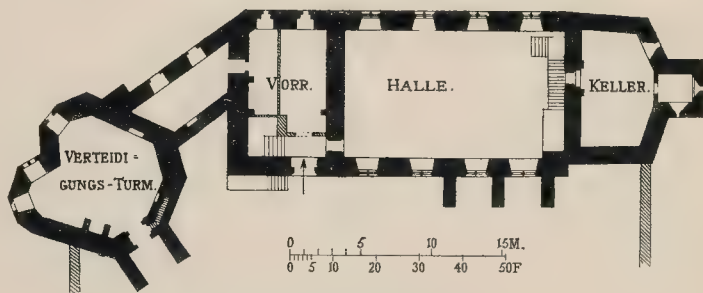 VORR.
HALLE.
KELLER.
VERTEIDI-
GUNGS-TURM.
0 5 10 15M.
0 5 10 20 30 40 50F